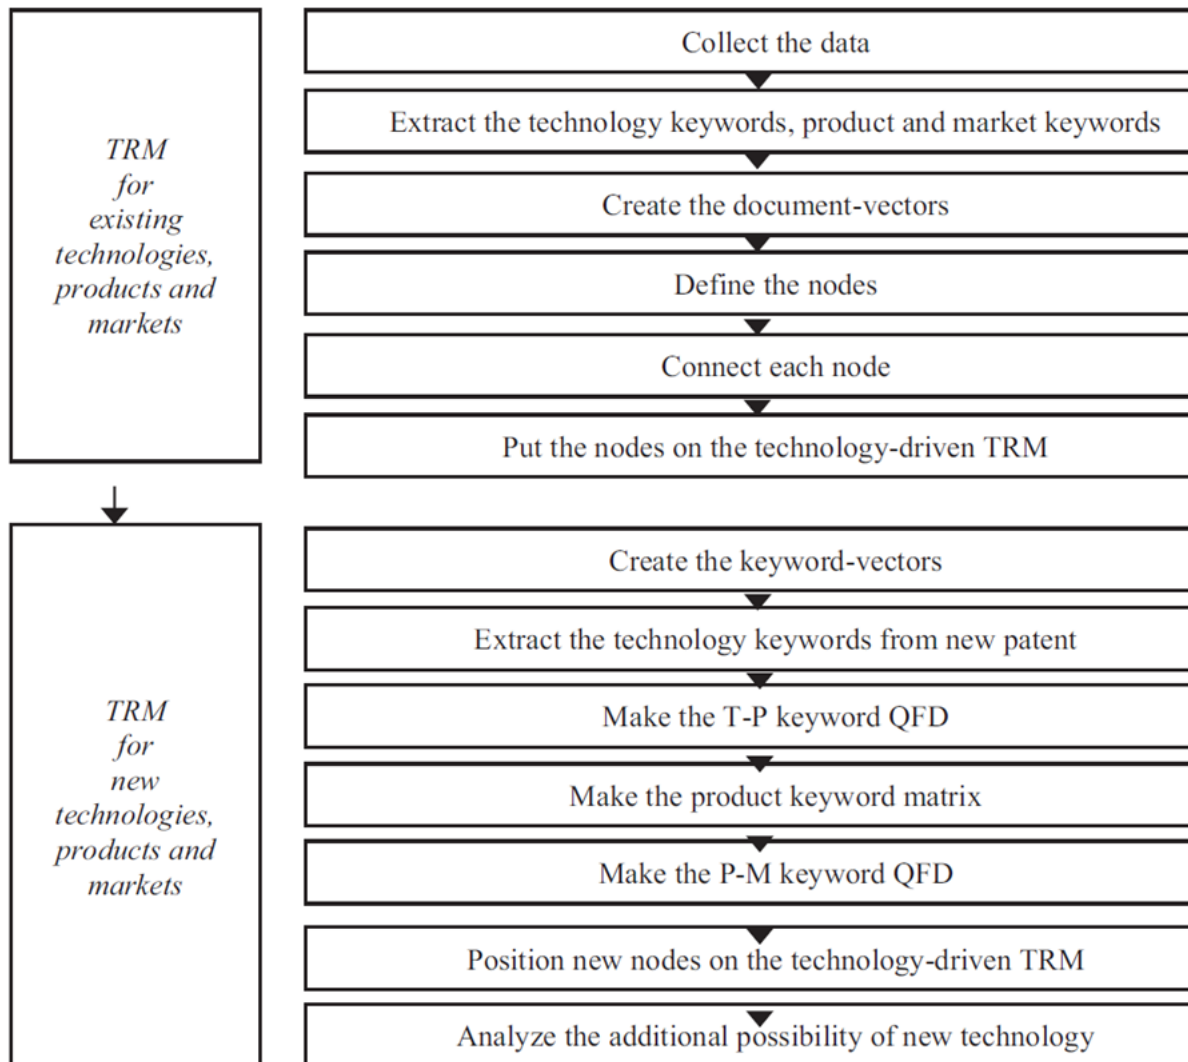 TRM
for
existing
technologies,
products and
markets
Collect the data
Extract the technology keywords, product and market keywords
Create the document-vectors
Define the nodes
Connect each node
Put the nodes on the technology-driven TRM
TRM
for
new
technologies,
products and
markets
Create the keyword-vectors
Extract the technology keywords from new patent
Make the T-P keyword QFD
Make the product keyword matrix
Make the P-M keyword QFD
Position new nodes on the technology-driven TRM
Analyze the additional possibility of new technology